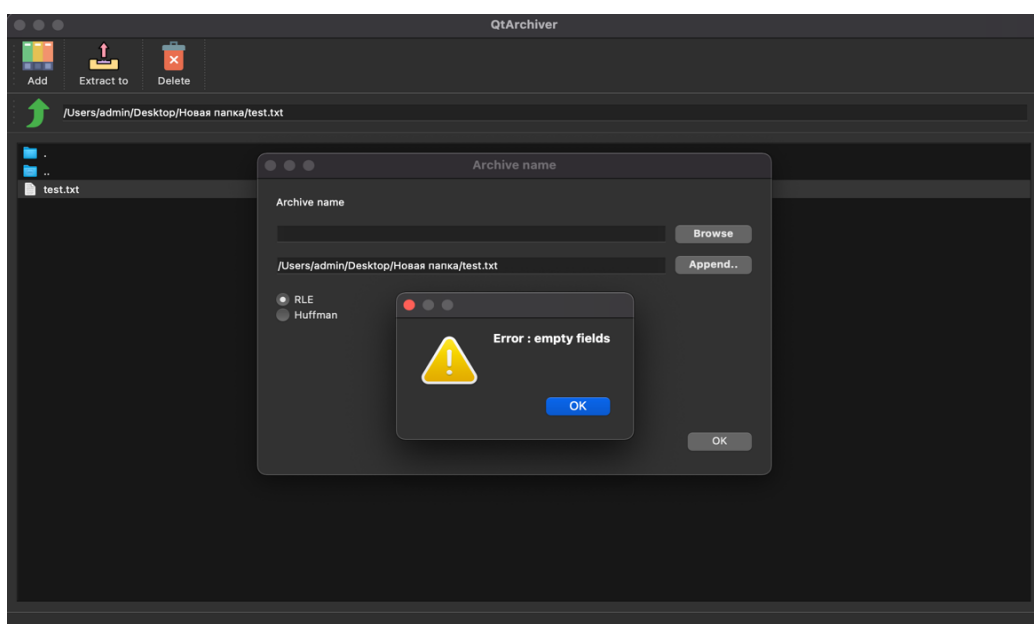 QtArchiver
Add Extract to Delete
/Users/admin/Desktop/Новая папка/test.txt
.
..
test.txt
Archive name
Archive name
Browse
/Users/admin/Desktop/Новая папка/test.txt Append..
RLE
Huffman
Error : empty fields
OK
OK